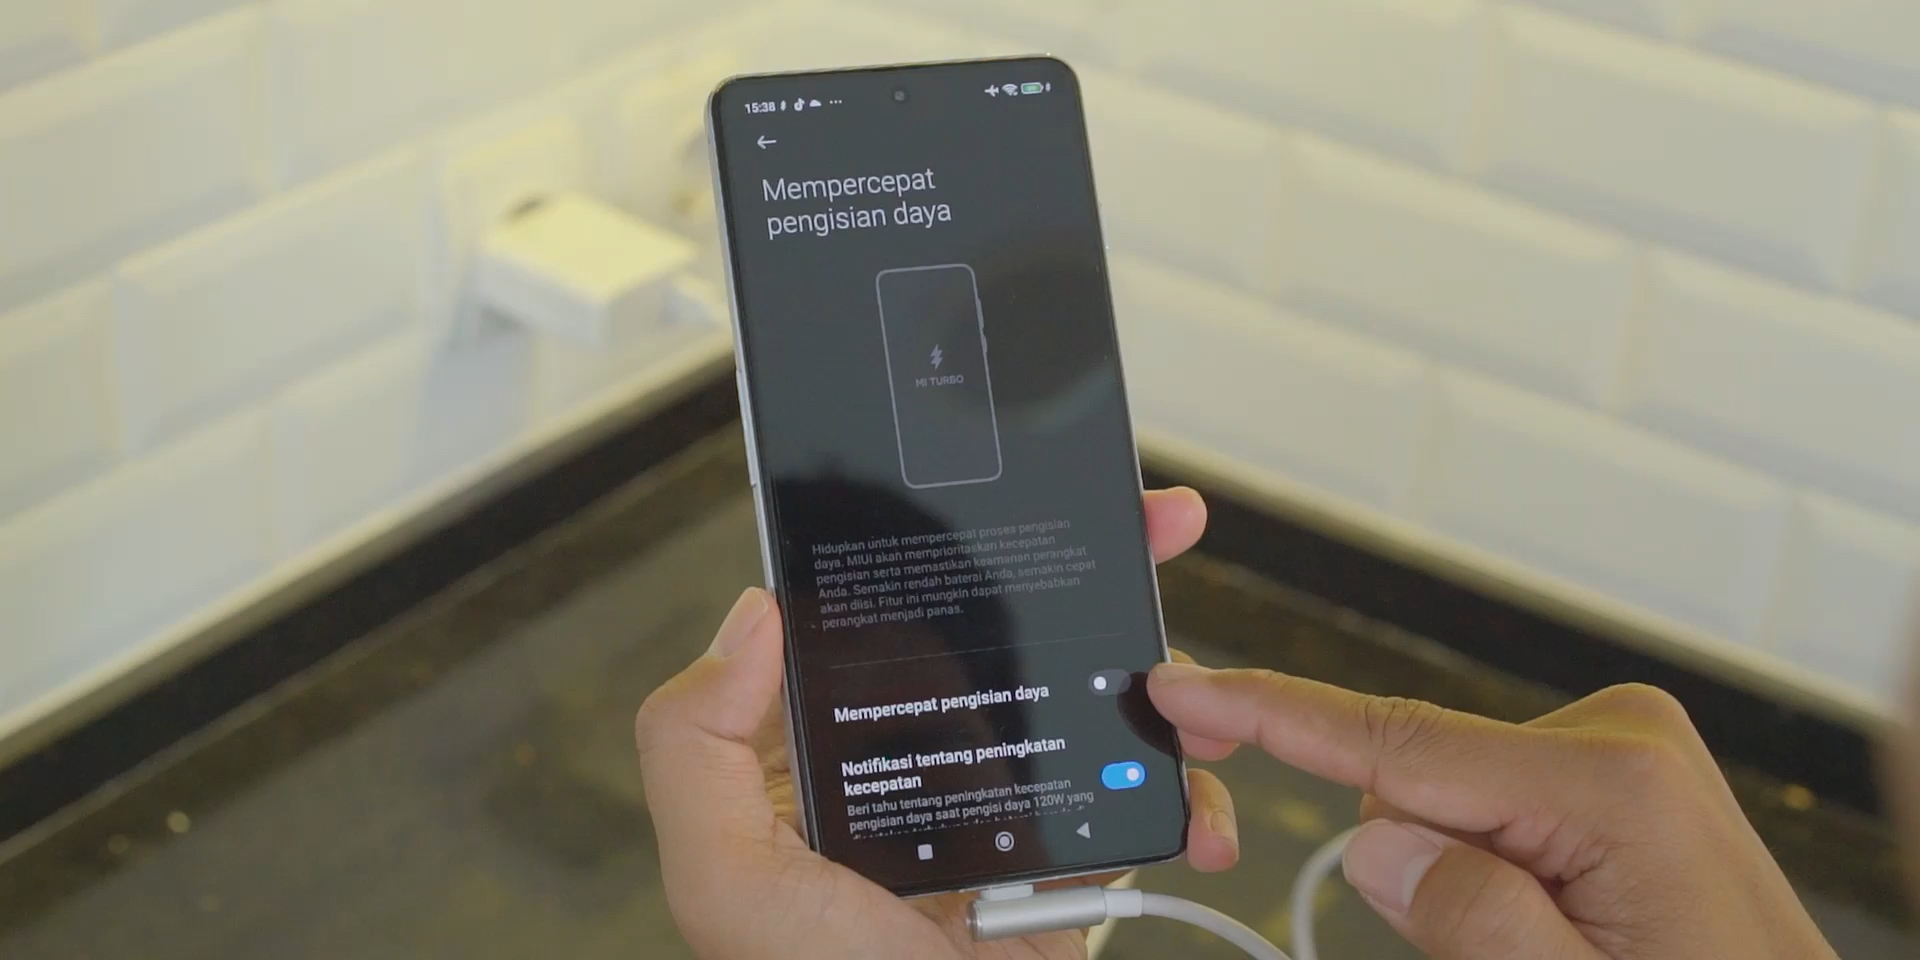 15:38
Mempercepat
pengisian daya
MI TURBO
Hidupkan untuk mempercepat proses pengisian
daya. MIUI akan memprioritaskan kecepatan
pengisian serta memastikan keamanan perangkat
Anda. Semakin rendah baterai Anda, semakin cepat
akan diisi. Fitur ini mungkin dapat menyebabkan
perangkat menjadi panas.
Mempercepat pengisian daya
Notifikasi tentang peningkatan
kecepatan
Beri tahu tentang peningkatan kecepatan
pengisian daya saat pengisi daya 120W yang